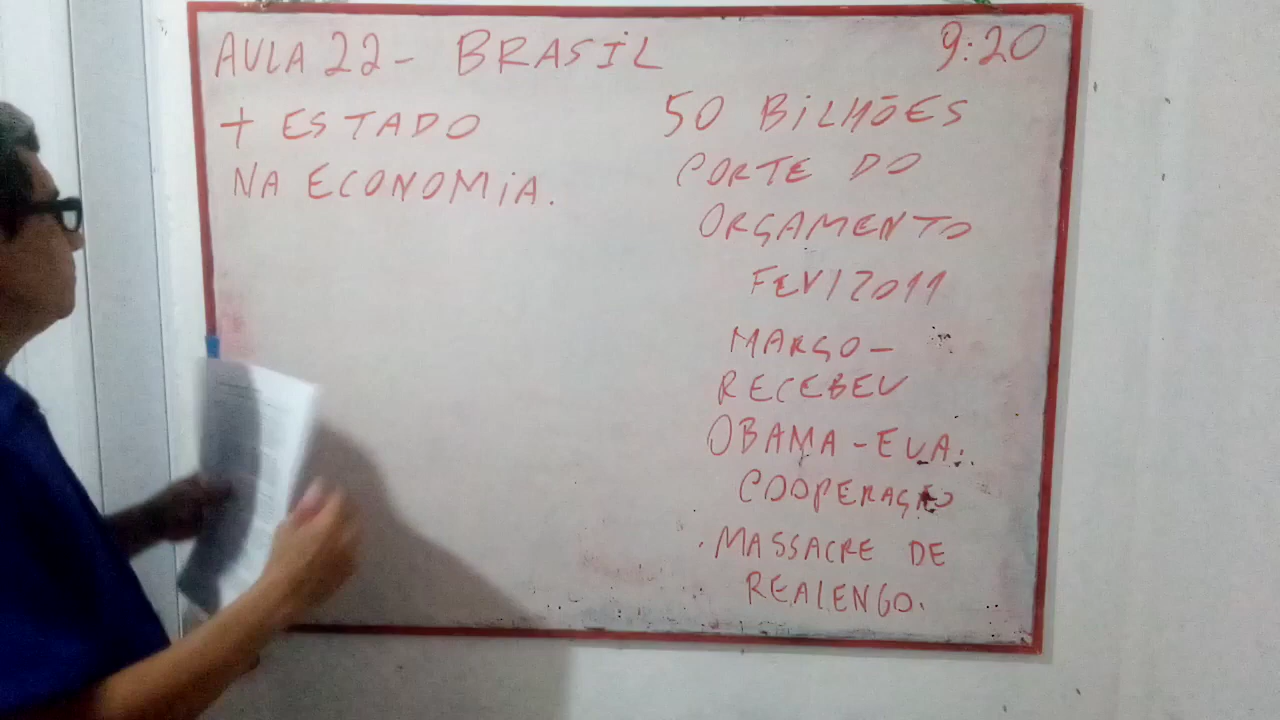 AULA 22 - BRASIL
9:20
+ ESTADO
NA ECONOMIA.
50 BILHÕES
CORTE DO
ORÇAMENTO
FEV/2011
MARÇO -
RECEBEU
OBAMA - EUA.
COOPERAÇÃO
. MASSACRE DE
REALENGO.